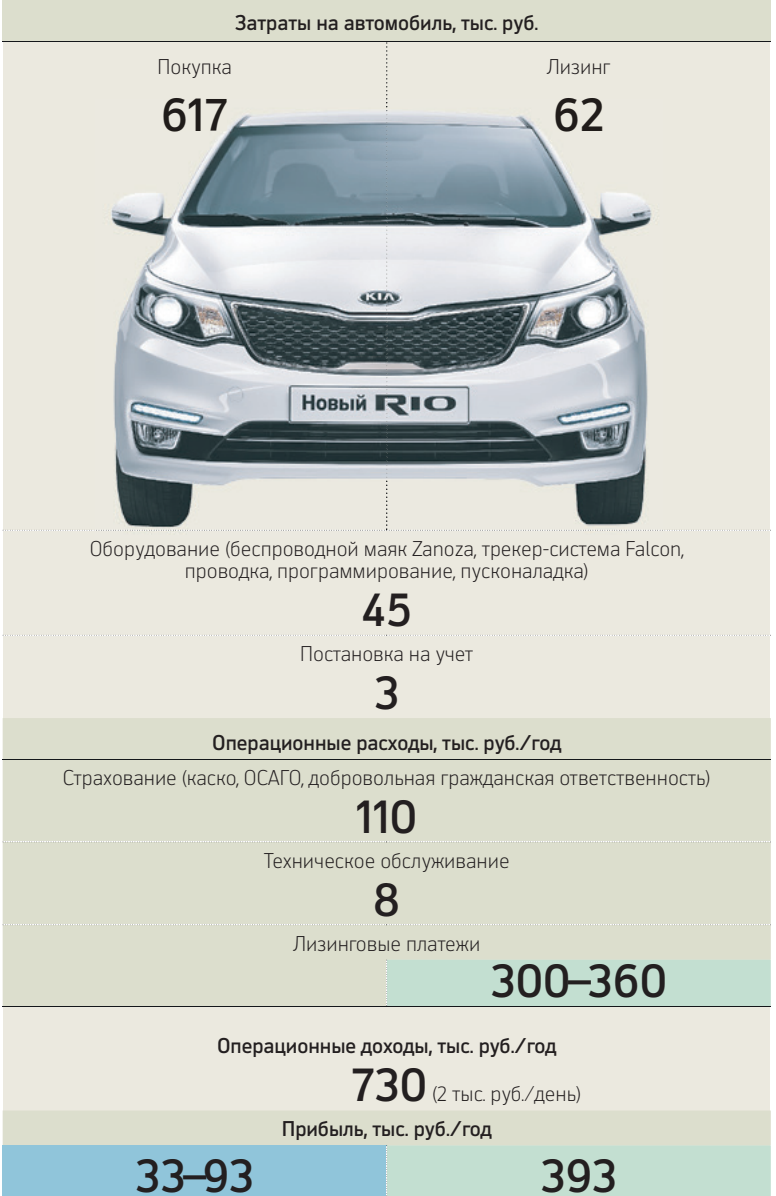 Затраты на автомобиль, тыс. руб.
Покупка
Лизинг
617
62
KIA
Новый RIO
Оборудование (беспроводной маяк Zanoza, трекер-система Falcon,
проводка, программирование, пусконаладка)
45
Постановка на учет
3
Операционные расходы, тыс. руб./год
Страхование (каско, ОСАГО, добровольная гражданская ответственность)
110
Техническое обслуживание
8
Лизинговые платежи
300–360
Операционные доходы, тыс. руб./год
730 (2 тыс. руб./день)
Прибыль, тыс. руб./год
33–93
393